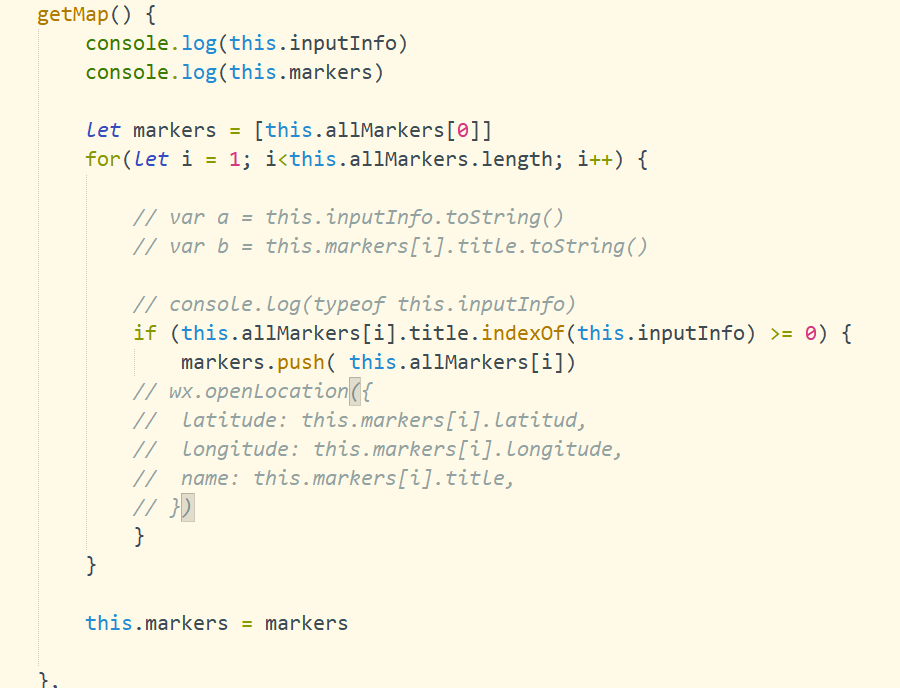 getMap() {
console.log(this.inputInfo)
console.log(this.markers)
let markers = [this.allMarkers[0]]
for(let i = 1; i<this.allMarkers.length; i++) {
// var a = this.inputInfo.toString()
// var b = this.markers[i].title.toString()
// console.log(typeof this.inputInfo)
if (this.allMarkers[i].title.indexOf(this.inputInfo) >= 0) {
markers.push( this.allMarkers[i])
// wx.openLocation({
//  latitude: this.markers[i].latitud,
//  longitude: this.markers[i].longitude,
//  name: this.markers[i].title,
// })
}
}
this.markers = markers
},